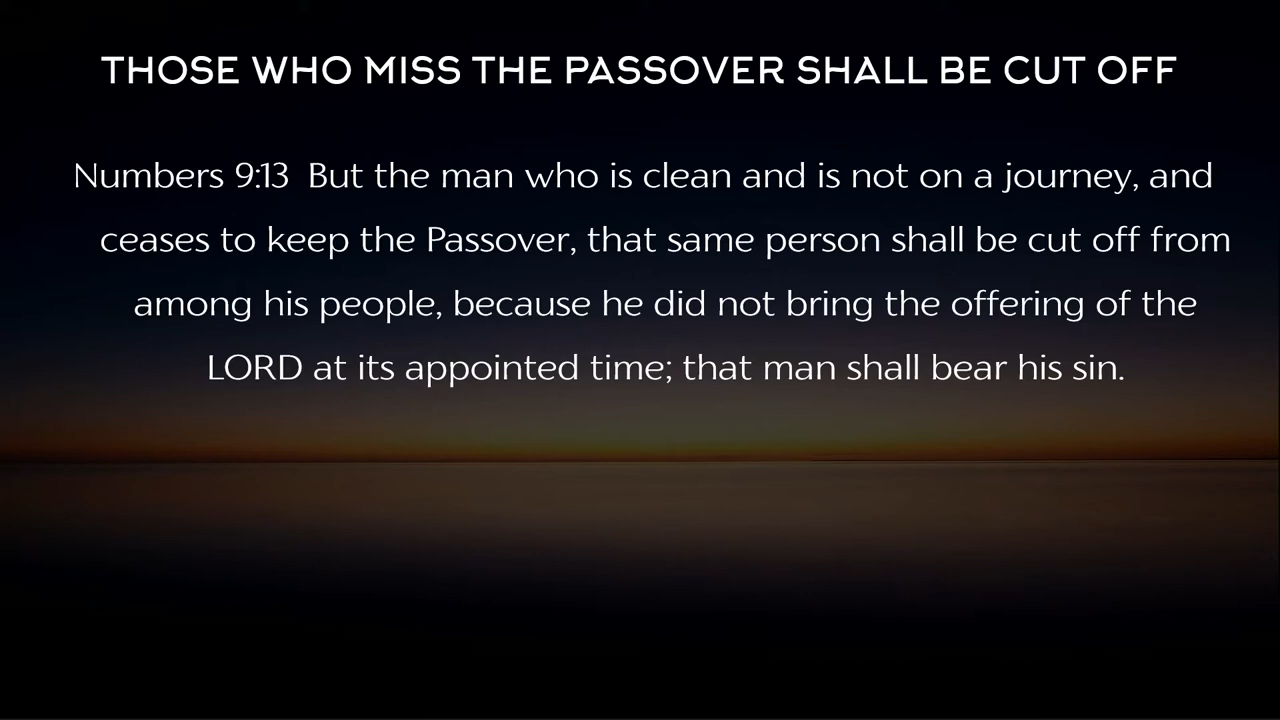 THOSE WHO MISS THE PASSOVER SHALL BE CUT OFF
Numbers 9:13  But the man who is clean and is not on a journey, and
ceases to keep the Passover, that same person shall be cut off from
among his people, because he did not bring the offering of the
LORD at its appointed time; that man shall bear his sin.